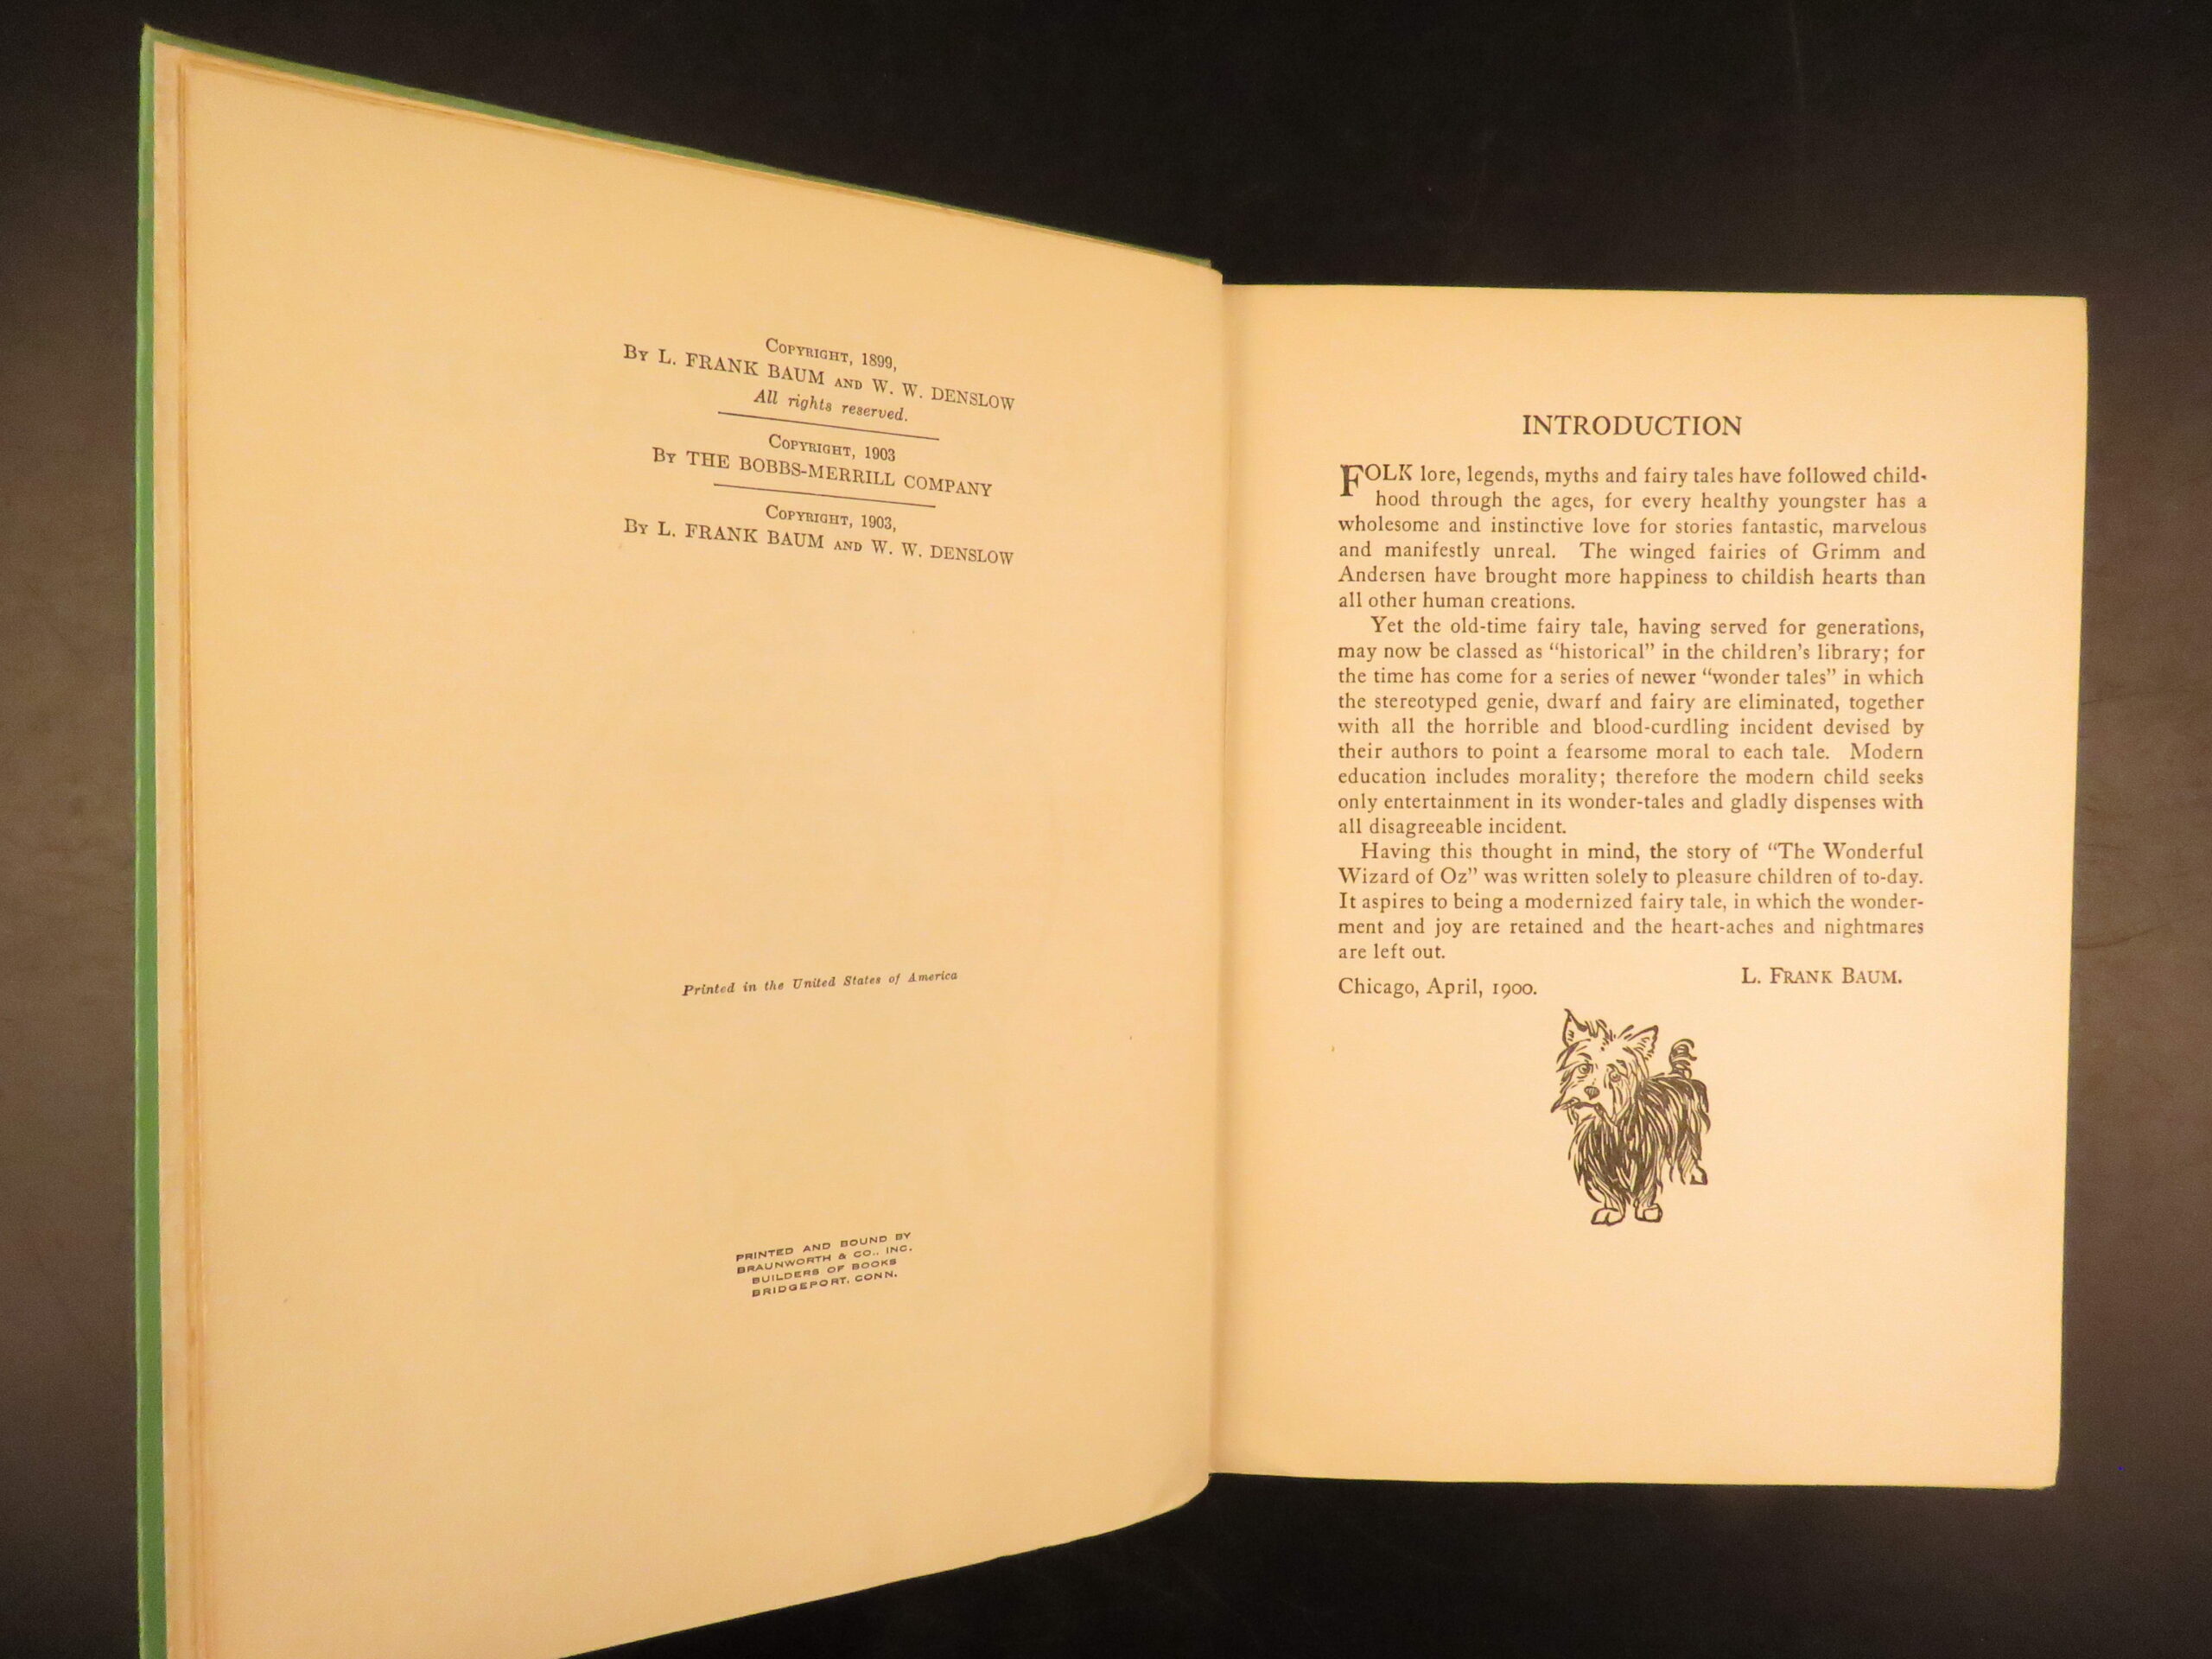 COPYRIGHT, 1899,
BY L. FRANK BAUM AND W. W. DENSLOW
All rights reserved.
COPYRIGHT, 1903
BY THE BOBBS-MERRILL COMPANY
COPYRIGHT, 1903,
BY L. FRANK BAUM AND W. W. DENSLOW
Printed in the United States of America
PRINTED AND BOUND BY
BRAUNWORTH & CO., INC.
BUILDERS OF BOOKS
BRIDGEPORT, CONN.
INTRODUCTION
FOLK lore, legends, myths and fairy tales have followed child-
hood through the ages, for every healthy youngster has a
wholesome and instinctive love for stories fantastic, marvelous
and manifestly unreal. The winged fairies of Grimm and
Andersen have brought more happiness to childish hearts than
all other human creations.
Yet the old-time fairy tale, having served for generations,
may now be classed as “historical” in the children’s library; for
the time has come for a series of newer “wonder tales” in which
the stereotyped genie, dwarf and fairy are eliminated, together
with all the horrible and blood-curdling incident devised by
their authors to point a fearsome moral to each tale. Modern
education includes morality; therefore the modern child seeks
only entertainment in its wonder-tales and gladly dispenses with
all disagreeable incident.
Having this thought in mind, the story of “The Wonderful
Wizard of Oz” was written solely to pleasure children of to-day.
It aspires to being a modernized fairy tale, in which the wonder-
ment and joy are retained and the heart-aches and nightmares
are left out.
L. FRANK BAUM.
Chicago, April, 1900.